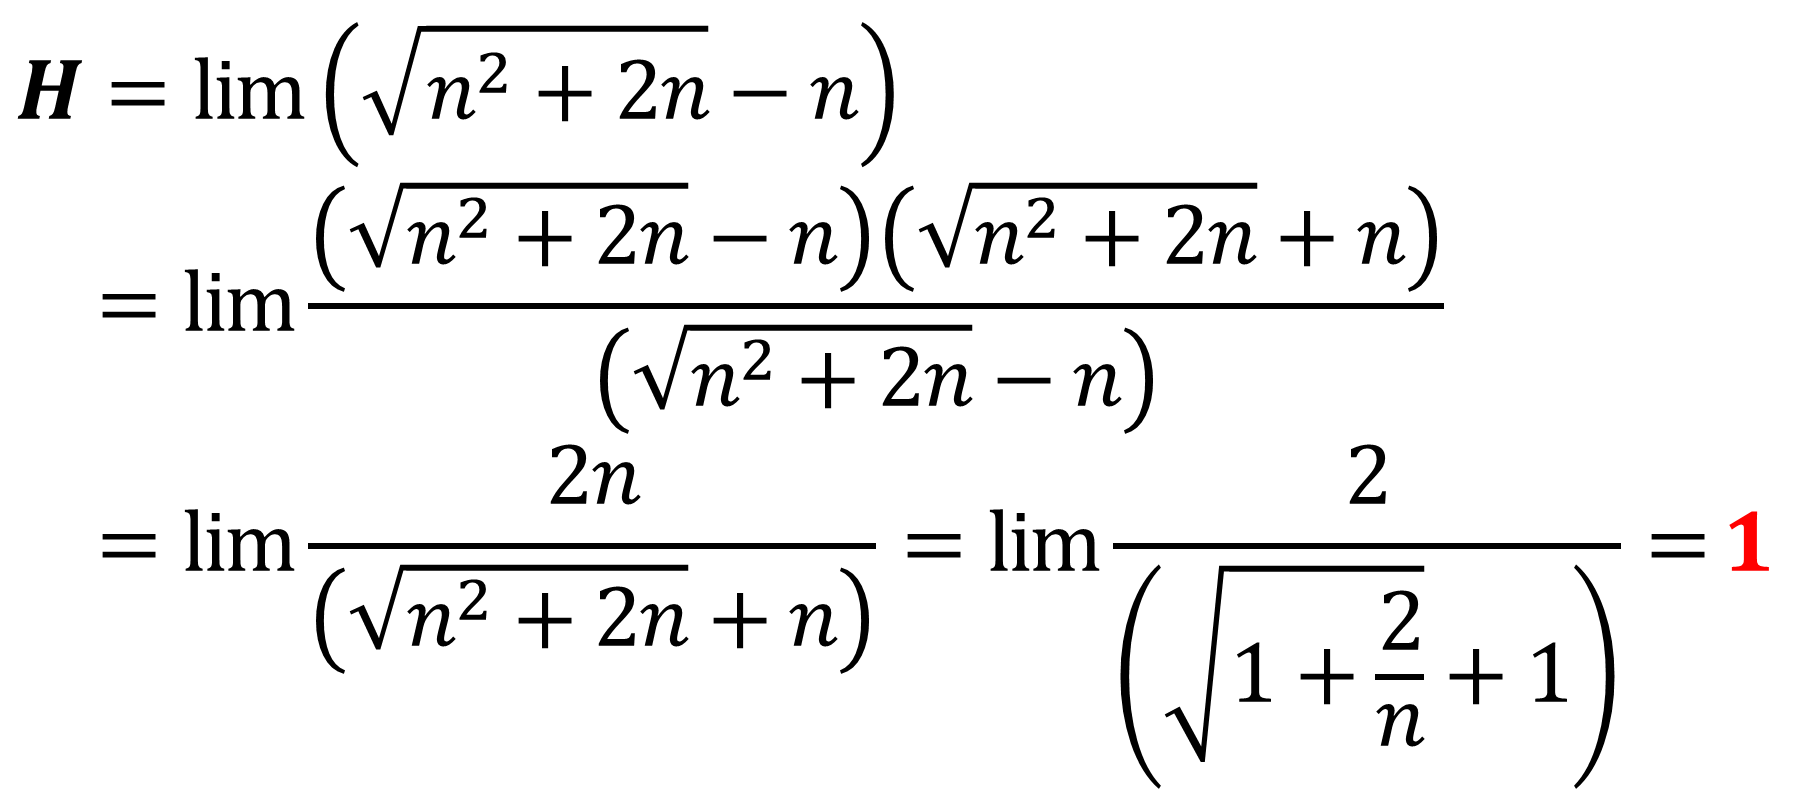 H = lim (√(n² + 2n) − n)
= lim ((√(n² + 2n) − n)(√(n² + 2n) + n)) / (√(n² + 2n) − n)
= lim 2n / (√(n² + 2n) + n) = lim 2 / (√(1 + 2/n) + 1) = 1